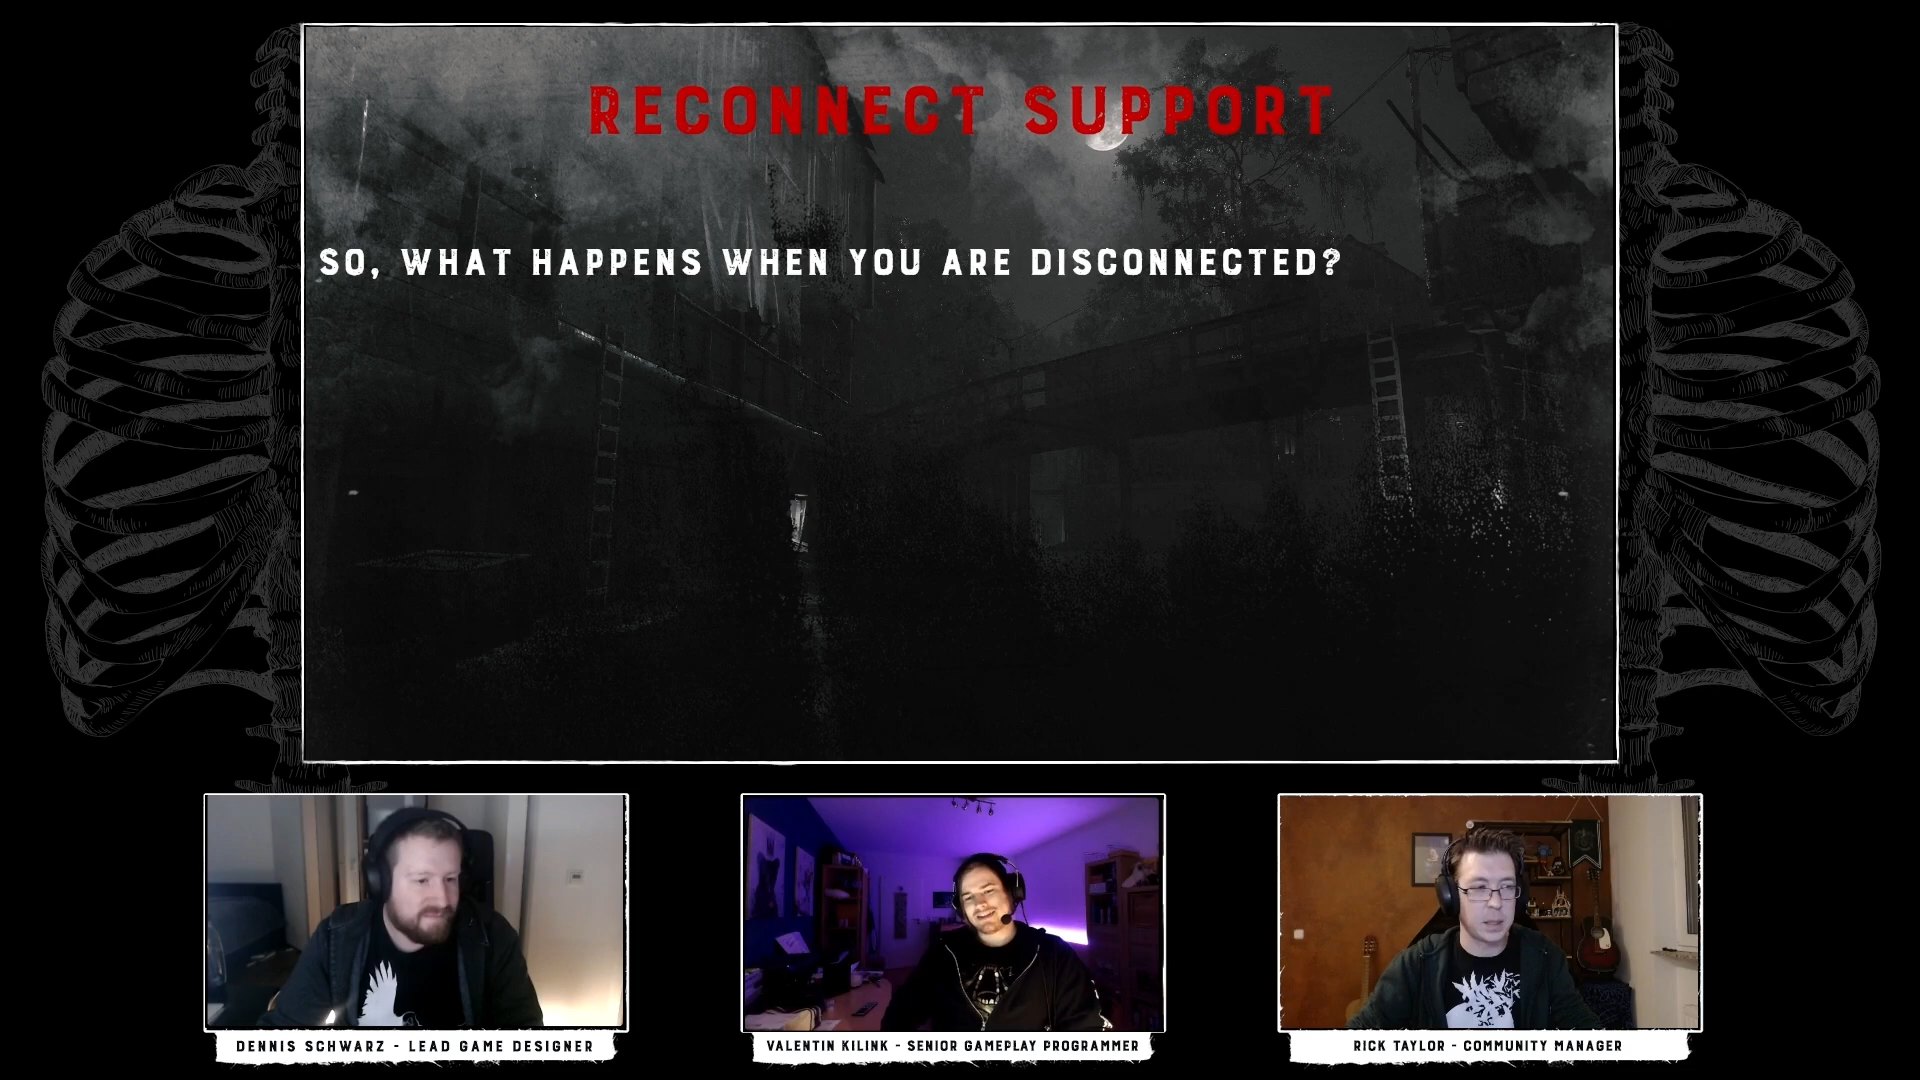 RECONNECT SUPPORT
SO, WHAT HAPPENS WHEN YOU ARE DISCONNECTED?
DENNIS SCHWARZ - LEAD GAME DESIGNER
VALENTIN KILINK - SENIOR GAMEPLAY PROGRAMMER
RICK TAYLOR - COMMUNITY MANAGER